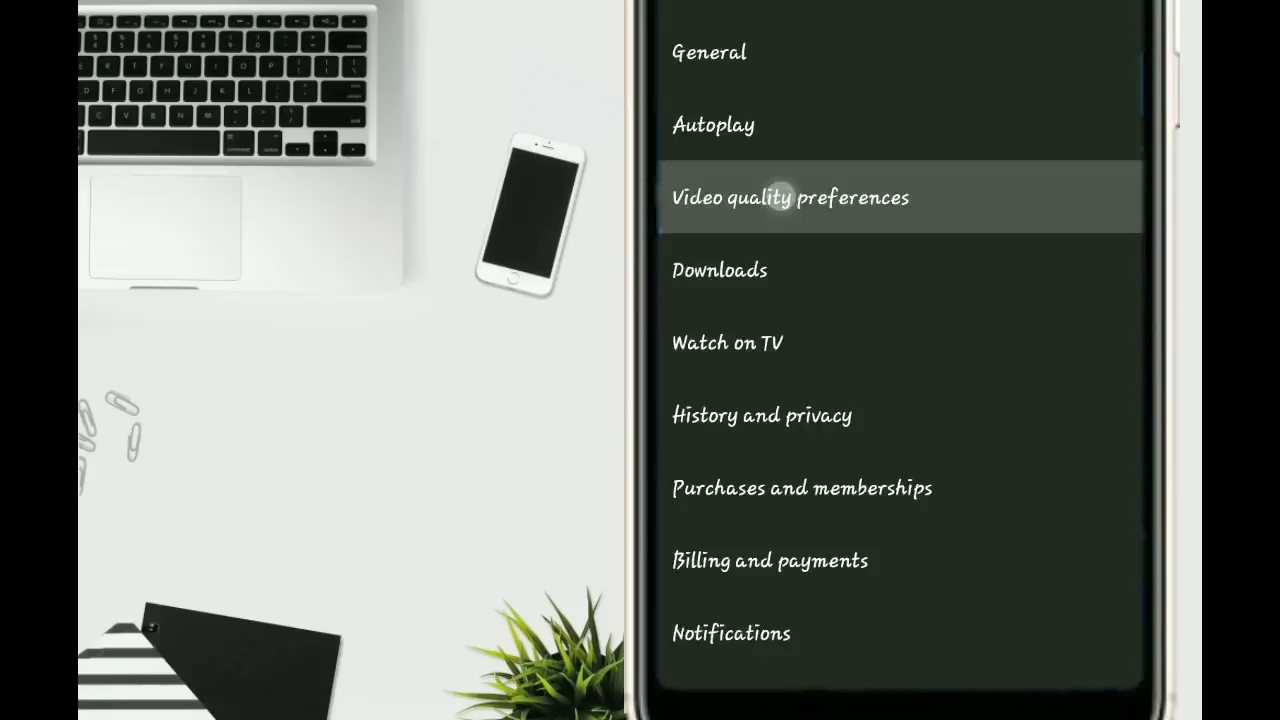 General
Autoplay
Video quality preferences
Downloads
Watch on TV
History and privacy
Purchases and memberships
Billing and payments
Notifications